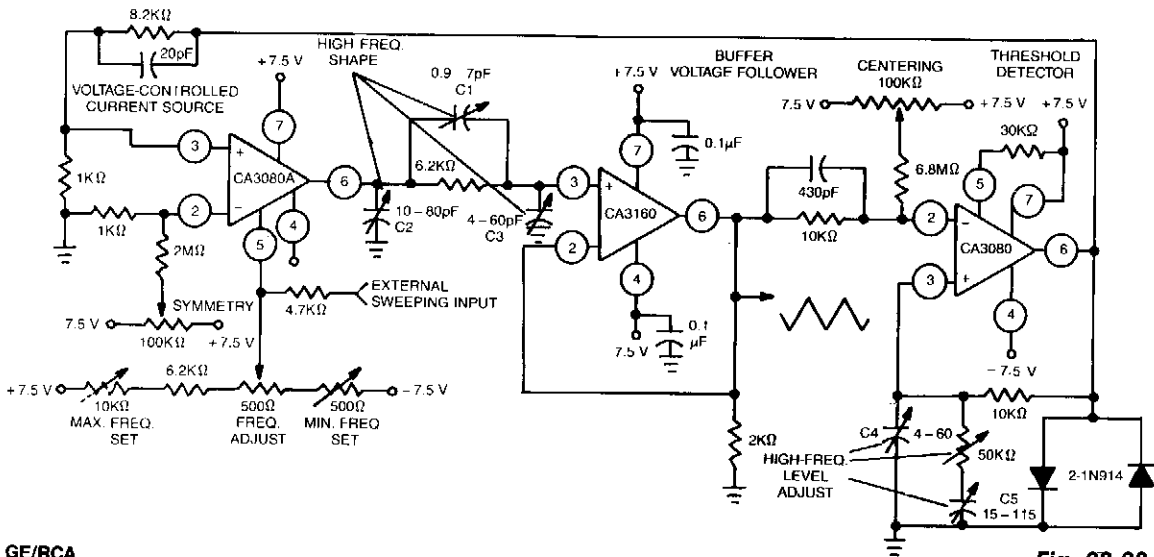 8.2KΩ
20pF
VOLTAGE-CONTROLLED
CURRENT SOURCE
+7.5 V
7
3
+
CA3080A
6
1KΩ
1KΩ
2
−
5
4
2MΩ
SYMMETRY
7.5 V
100KΩ
+7.5 V
4.7KΩ
EXTERNAL
SWEEPING INPUT
+7.5 V
10KΩ
MAX. FREQ.
SET
6.2KΩ
500Ω
FREQ.
ADJUST
500Ω
MIN. FREQ
SET
−7.5 V
HIGH FREQ.
SHAPE
0.9 7pF
C1
6.2KΩ
10–80pF
C2
4–60pF
C3
BUFFER
VOLTAGE FOLLOWER
+7.5 V
7
0.1µF
3
+
CA3160
6
2
−
4
7.5 V
0.1
µF
2KΩ
430pF
10KΩ
CENTERING
100KΩ
7.5 V
+7.5 V
6.8MΩ
THRESHOLD
DETECTOR
+7.5 V
30KΩ
5
7
2
−
CA3080
6
3
+
4
−7.5 V
10KΩ
C4
4–60
50KΩ
HIGH-FREQ.
LEVEL
ADJUST
C5
15–115
2-1N914
GE/RCA